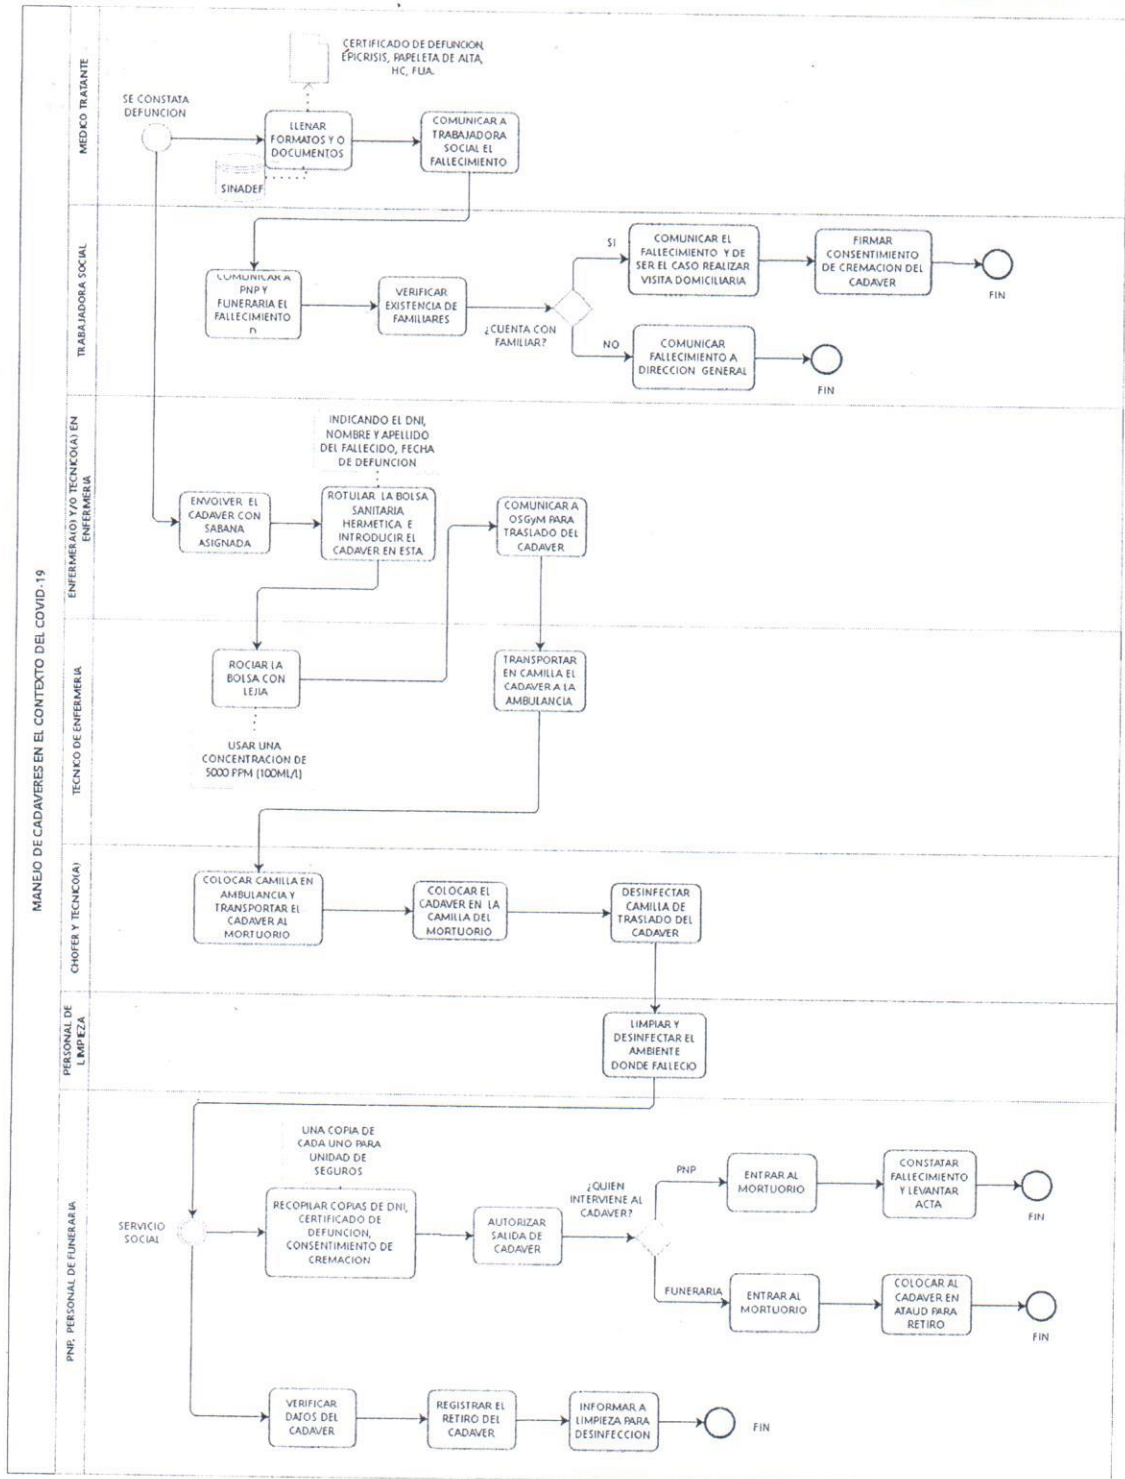 MANEJO DE CADAVERES EN EL CONTEXTO DEL COVID-19
MEDICO TRATANTE
SE CONSTATA
DEFUNCION
CERTIFICADO DE DEFUNCION,
EPICRISIS, PAPELETA DE ALTA,
HC, FUA.
LLENAR
FORMATOS Y O
DOCUMENTOS
SINADEF
COMUNICAR A
TRABAJADORA
SOCIAL EL
FALLECIMIENTO
TRABAJADORA SOCIAL
COMUNICAR A
PNP Y
FUNERARIA EL
FALLECIMIENTO
VERIFICAR
EXISTENCIA DE
FAMILIARES
¿CUENTA CON
FAMILIAR?
SI
COMUNICAR EL
FALLECIMIENTO Y DE
SER EL CASO REALIZAR
VISITA DOMICILIARIA
FIRMAR
CONSENTIMIENTO
DE CREMACION DEL
CADAVER
FIN
NO
COMUNICAR
FALLECIMIENTO A
DIRECCION GENERAL
FIN
ENFERMERA(O) Y/O TECNICO(A) EN
ENFERMERIA
INDICANDO EL DNI,
NOMBRE Y APELLIDO
DEL FALLECIDO, FECHA
DE DEFUNCION
ENVOLVER EL
CADAVER CON
SABANA
ASIGNADA
ROTULAR LA BOLSA
SANITARIA
HERMETICA E
INTRODUCIR EL
CADAVER EN ESTA
COMUNICAR A
OSGyM PARA
TRASLADO DEL
CADAVER
TECNICO DE ENFERMERIA
ROCIAR LA
BOLSA CON
LEJIA
USAR UNA
CONCENTRACION DE
5000 PPM (100ML/l)
TRANSPORTAR
EN CAMILLA EL
CADAVER A LA
AMBULANCIA
CHOFER Y TECNICO(A)
COLOCAR CAMILLA EN
AMBULANCIA Y
TRANSPORTAR EL
CADAVER AL
MORTUORIO
COLOCAR EL
CADAVER EN LA
CAMILLA DEL
MORTUORIO
DESINFECTAR
CAMILLA DE
TRASLADO DEL
CADAVER
PERSONAL DE
LIMPIEZA
LIMPIAR Y
DESINFECTAR EL
AMBIENTE
DONDE FALLECIO
PNP, PERSONAL DE FUNERARIA
SERVICIO
SOCIAL
UNA COPIA DE
CADA UNO PARA
UNIDAD DE
SEGUROS
RECOPILAR COPIAS DE DNI,
CERTIFICADO DE
DEFUNCION,
CONSENTIMIENTO DE
CREMACION
AUTORIZAR
SALIDA DE
CADAVER
¿QUIEN
INTERVIENE AL
CADAVER?
PNP
ENTRAR AL
MORTUORIO
CONSTATAR
FALLECIMIENTO
Y LEVANTAR
ACTA
FIN
FUNERARIA
ENTRAR AL
MORTUORIO
COLOCAR AL
CADAVER EN
ATAUD PARA
RETIRO
FIN
VERIFICAR
DATOS DEL
CADAVER
REGISTRAR EL
RETIRO DEL
CADAVER
INFORMAR A
LIMPIEZA PARA
DESINFECCION
FIN